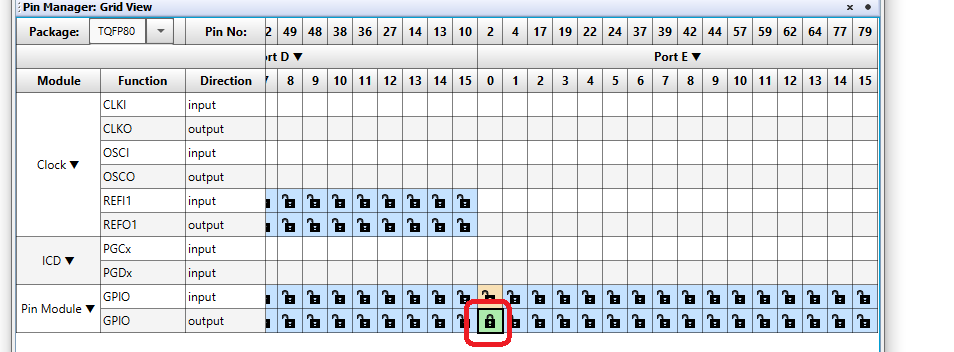 Pin Manager: Grid View
Package: TQFP80 Pin No: 2 49 48 38 36 27 14 13 10 2 4 17 19 22 24 37 39 42 44 57 59 62 64 77 79
rt D ▼ Port E ▼
Module Function Direction 8 9 10 11 12 13 14 15 0 1 2 3 4 5 6 7 8 9 10 11 12 13 14 15
Clock ▼
CLKI input
CLKO output
OSCI input
OSCO output
REFI1 input
REFO1 output
ICD ▼
PGCx input
PGDx input
Pin Module ▼
GPIO input
GPIO output